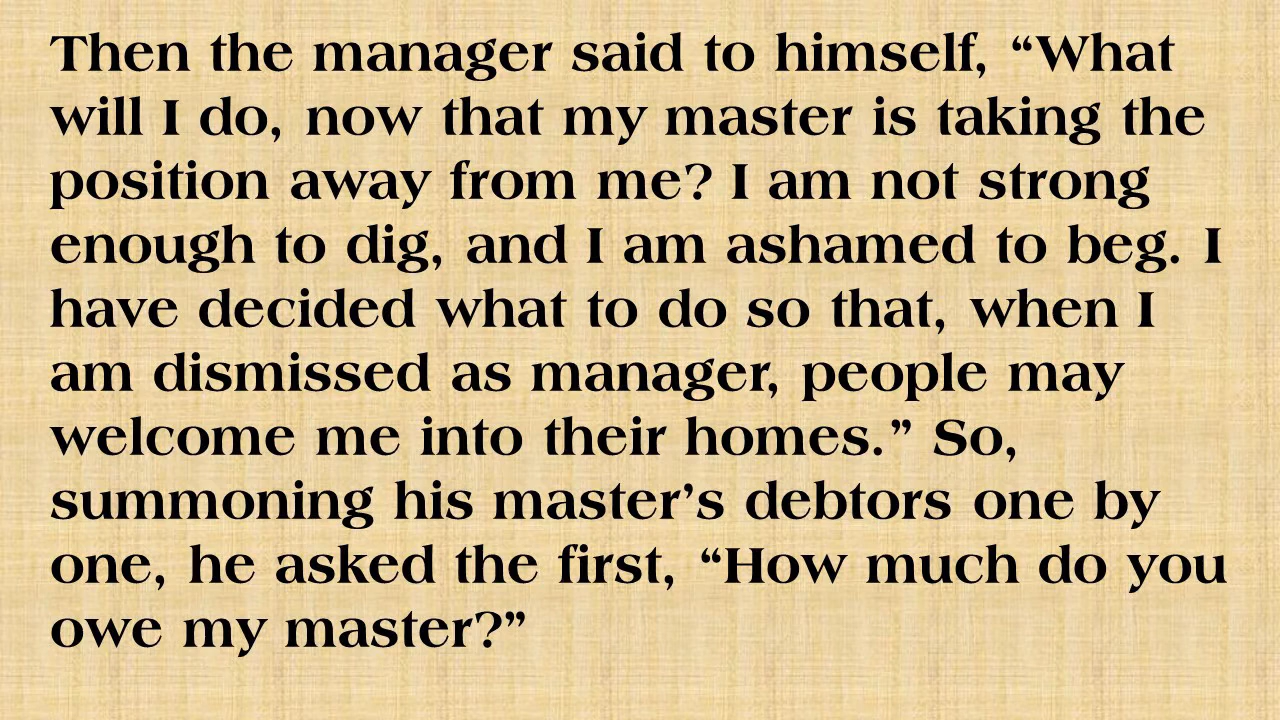 Then the manager said to himself, “What
will I do, now that my master is taking the
position away from me? I am not strong
enough to dig, and I am ashamed to beg. I
have decided what to do so that, when I
am dismissed as manager, people may
welcome me into their homes.” So,
summoning his master’s debtors one by
one, he asked the first, “How much do you
owe my master?”